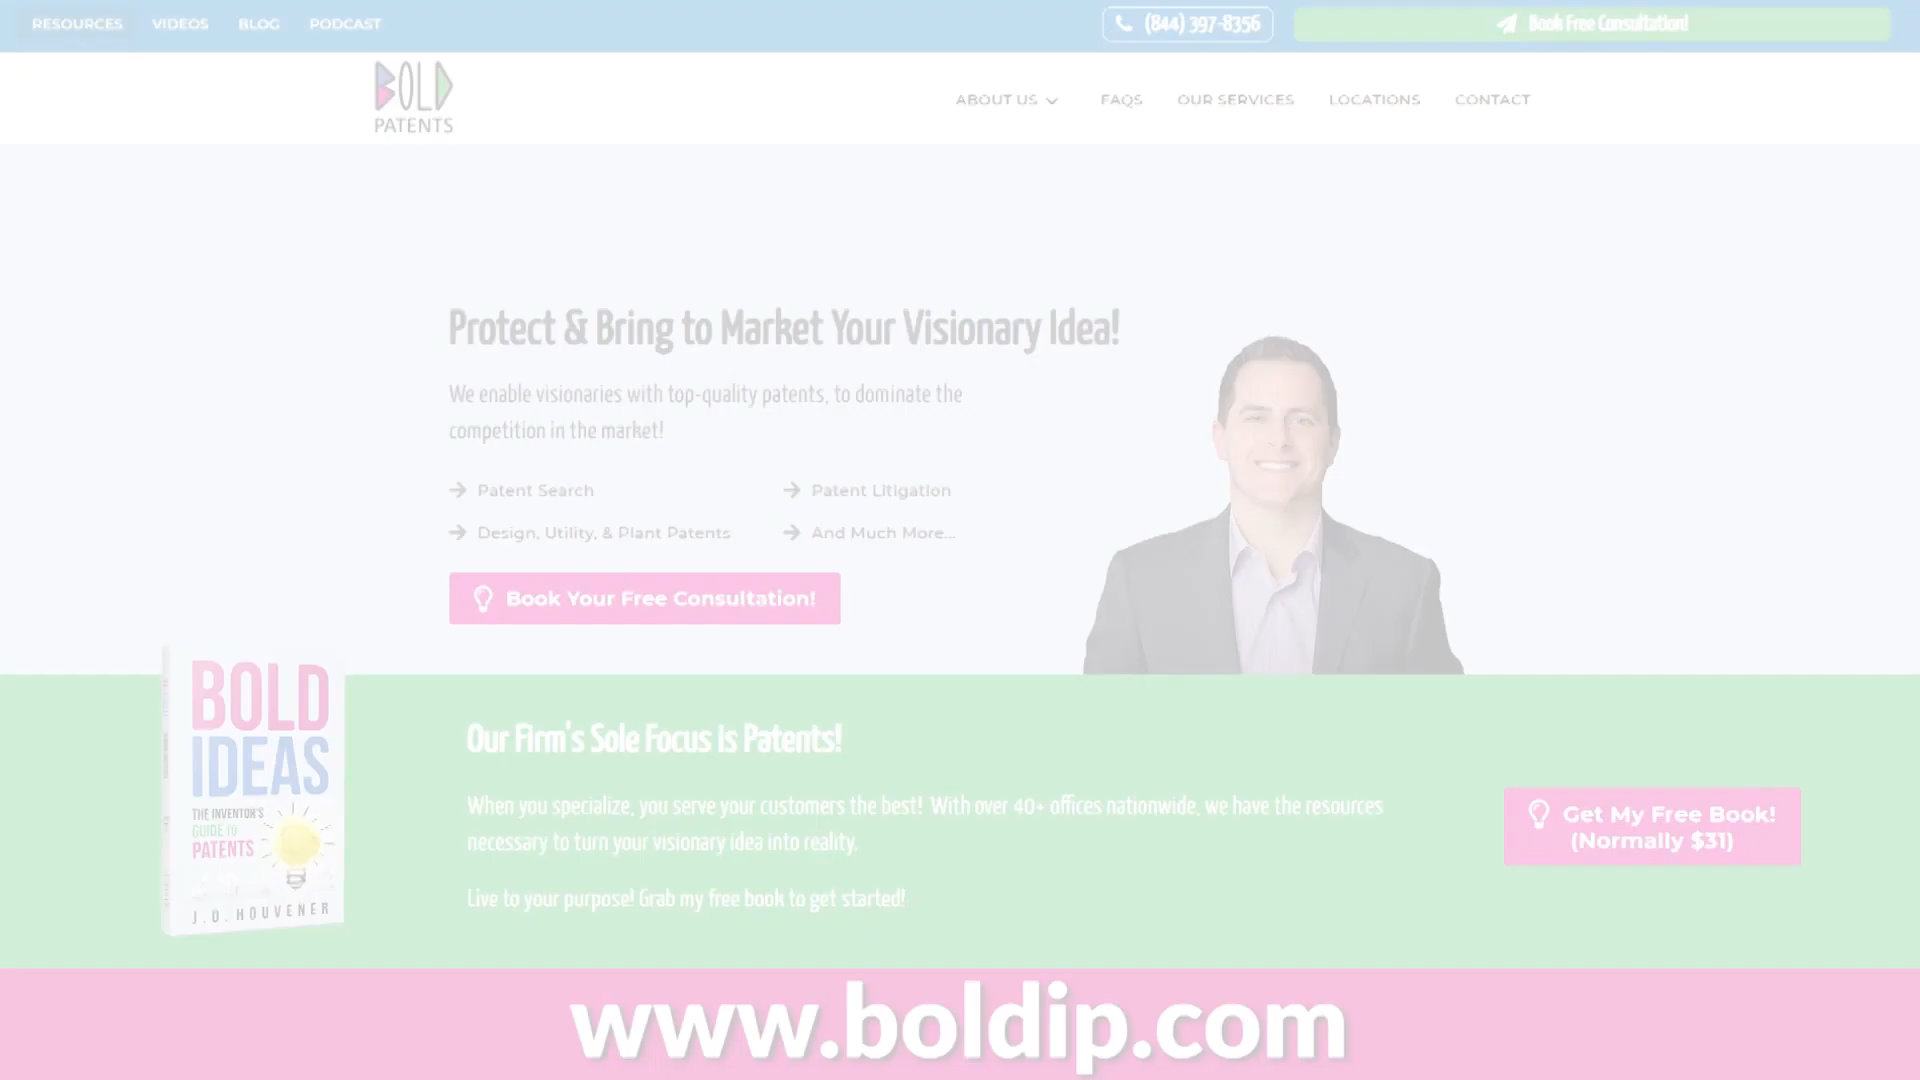 RESOURCES VIDEOS BLOG PODCAST (844) 397-8356 Book Free Consultation!
BOLD
PATENTS
ABOUT US FAQS OUR SERVICES LOCATIONS CONTACT
Protect & Bring to Market Your Visionary Idea!
We enable visionaries with top-quality patents, to dominate the
competition in the market!
Patent Search Patent Litigation
Design, Utility, & Plant Patents And Much More...
Book Your Free Consultation!
BOLD
IDEAS
THE INVENTOR'S
GUIDE TO
PATENTS
J.D. HOUVENER
Our Firm's Sole Focus is Patents!
When you specialize, you serve your customers the best! With over 40+ offices nationwide, we have the resources
necessary to turn your visionary idea into reality.
Live to your purpose! Grab my free book to get started!
Get My Free Book!
(Normally $31)
www.boldip.com